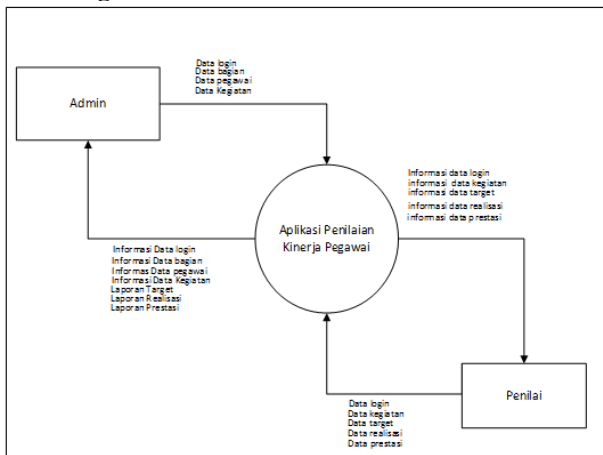 Data login
Data bagian
Data pegawai
Data Kegiatan
Admin
Informasi data login
informasi data kegiatan
informasi data target
informasi data realisasi
informasi data prestasi
Aplikasi Penilaian
Kinerja Pegawai
Informasi Data login
Informasi Data bagian
Informas Data pegawai
Informasi Data Kegiatan
Laporan Target
Laporan Realisasi
Laporan Prestasi
Penilai
Data login
Data kegiatan
Data target
Data realisasi
Data prestasi